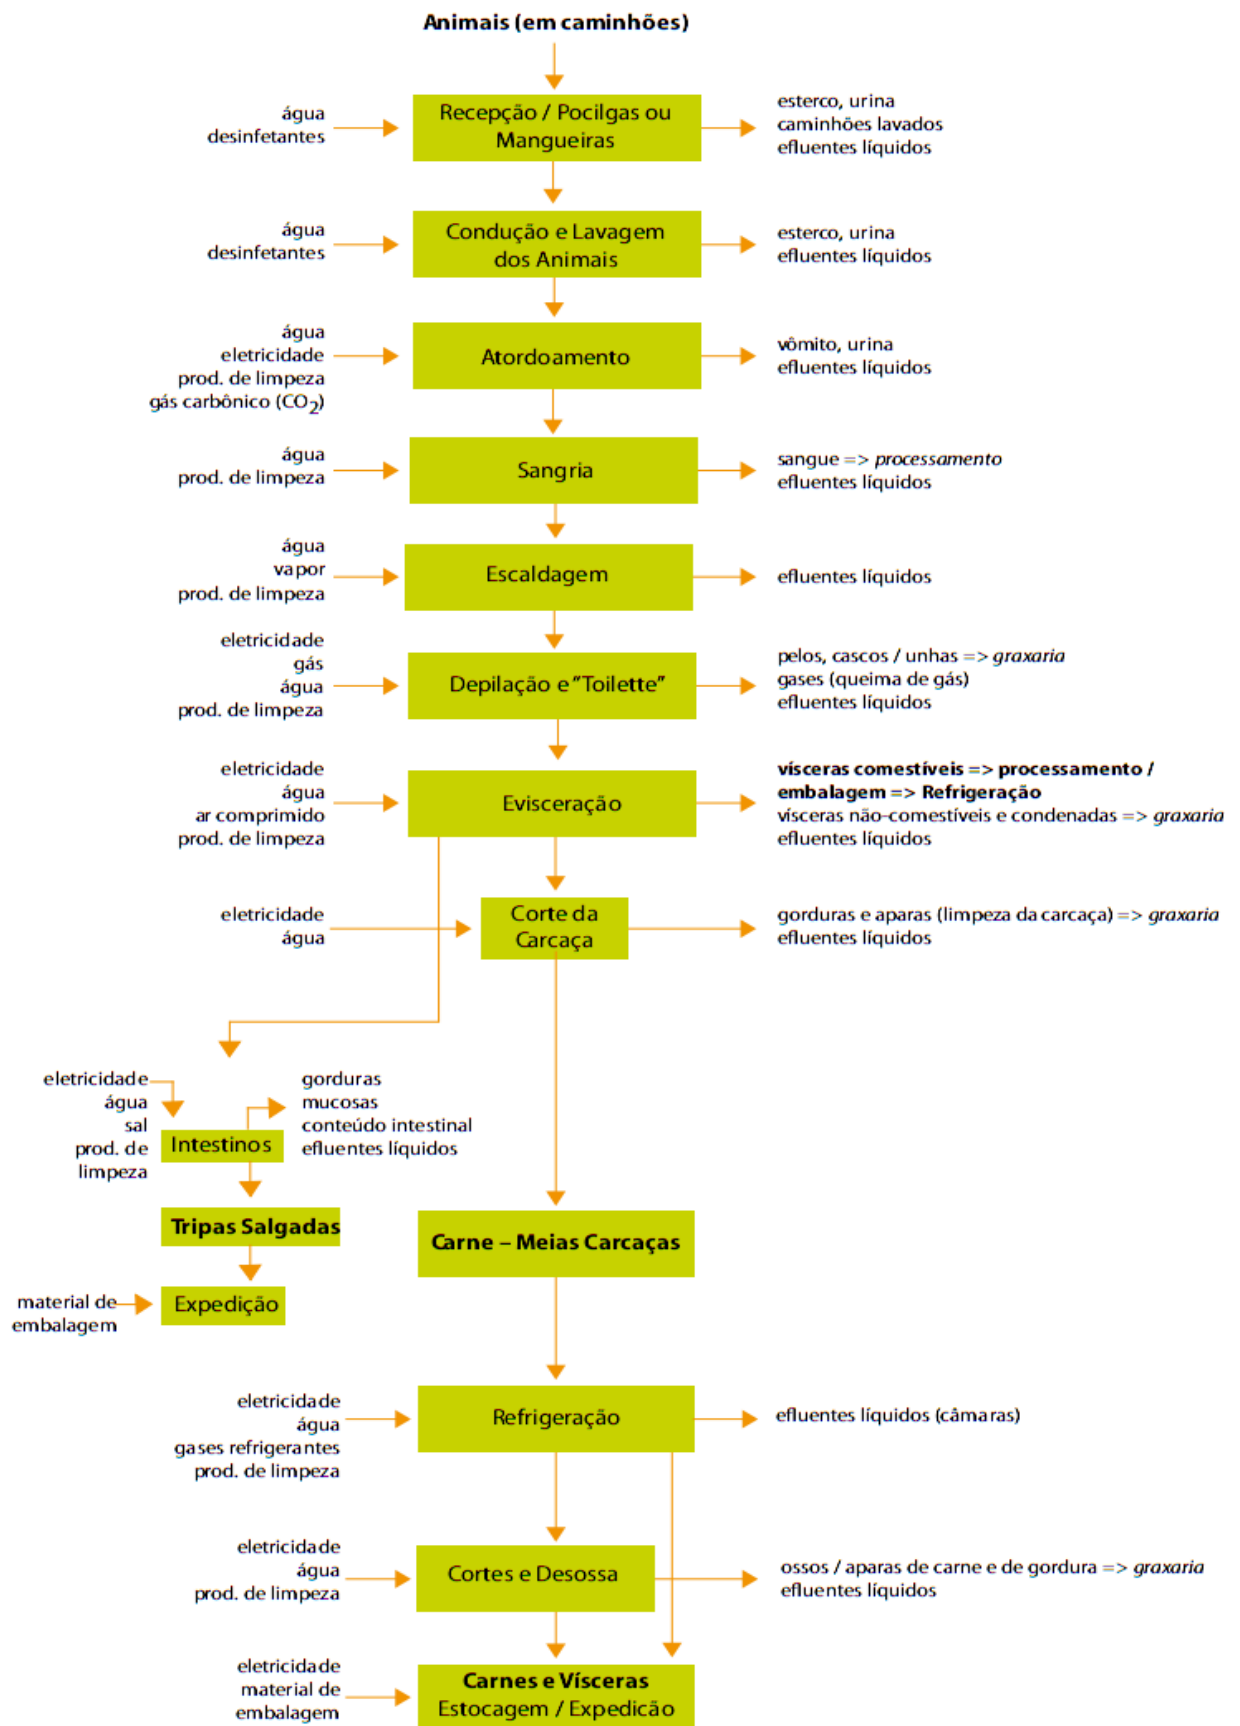 Animais (em caminhões)
água
desinfetantes
Recepção / Pocilgas ou
Mangueiras
esterco, urina
caminhões lavados
efluentes líquidos
água
desinfetantes
Condução e Lavagem
dos Animais
esterco, urina
efluentes líquidos
água
eletricidade
prod. de limpeza
gás carbônico (CO2)
Atordoamento
vômito, urina
efluentes líquidos
água
prod. de limpeza
Sangria
sangue => processamento
efluentes líquidos
água
vapor
prod. de limpeza
Escaldagem
efluentes líquidos
eletricidade
gás
água
prod. de limpeza
Depilação e "Toilette"
pelos, cascos / unhas => graxaria
gases (queima de gás)
efluentes líquidos
eletricidade
água
ar comprimido
prod. de limpeza
Evisceração
vísceras comestíveis => processamento /
embalagem => Refrigeração
vísceras não-comestíveis e condenadas => graxaria
efluentes líquidos
eletricidade
água
Corte da
Carcaça
gorduras e aparas (limpeza da carcaça) => graxaria
efluentes líquidos
eletricidade
água
sal
prod. de
limpeza
Intestinos
gorduras
mucosas
conteúdo intestinal
efluentes líquidos
Tripas Salgadas
Carne – Meias Carcaças
material de
embalagem
Expedição
eletricidade
água
gases refrigerantes
prod. de limpeza
Refrigeração
efluentes líquidos (câmaras)
eletricidade
água
prod. de limpeza
Cortes e Desossa
ossos / aparas de carne e de gordura => graxaria
efluentes líquidos
eletricidade
material de
embalagem
Carnes e Vísceras
Estocagem / Expedicão